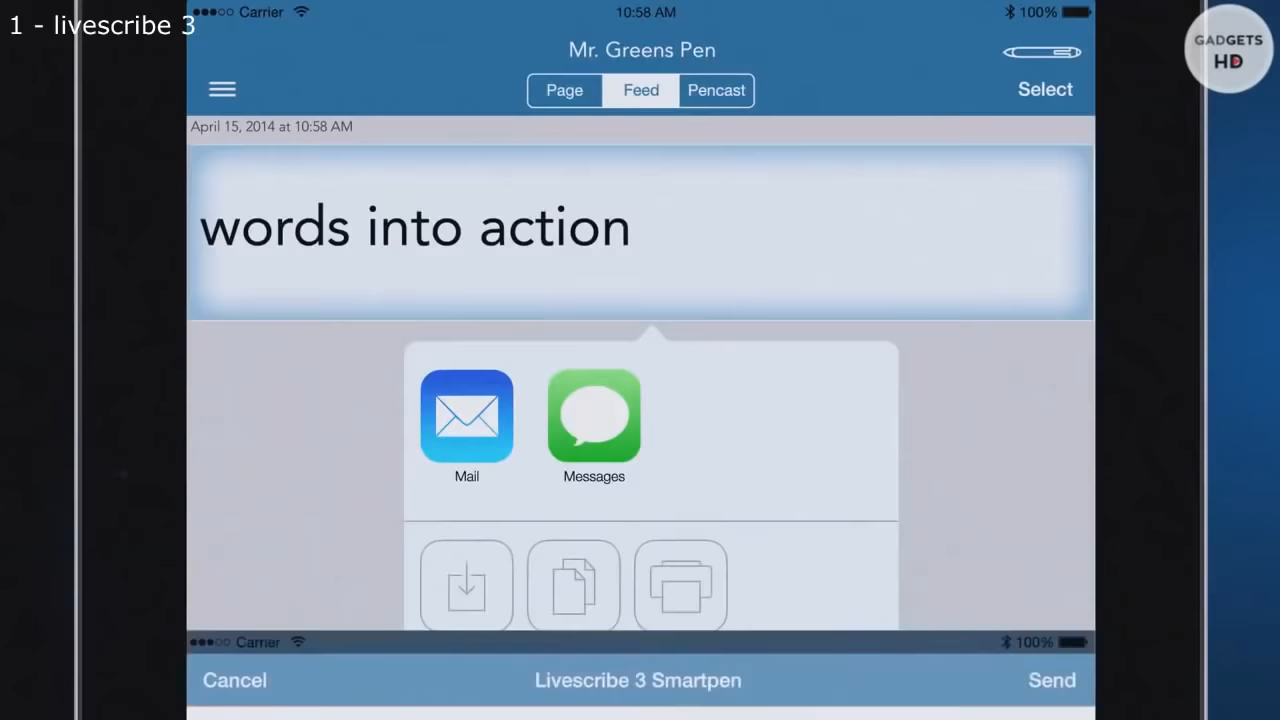 1 - livescribe 3
Carrier 10:58 AM 100%
GADGETS
HD
Mr. Greens Pen
Page Feed Pencast Select
April 15, 2014 at 10:58 AM
words into action
Mail Messages
Carrier 100%
Cancel Livescribe 3 Smartpen Send